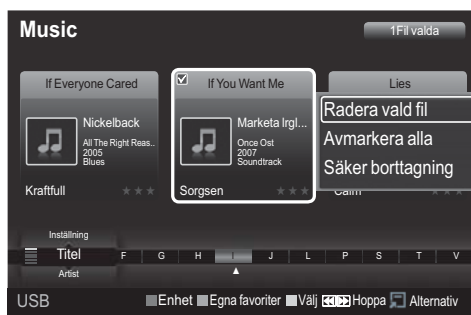 Music
1Fil valda
If Everyone Cared
If You Want Me
Lies
Nickelback
All The Right Reas..
2005
Blues
Kraftfull
Marketa Irgl...
Once Ost
2007
Soundtrack
Sorgsen
Radera vald fil
Avmarkera alla
Säker borttagning
Calm
Inställning
Titel F G H I J L P S T V
Artist
USB Enhet Egna favoriter Välj Hoppa Alternativ